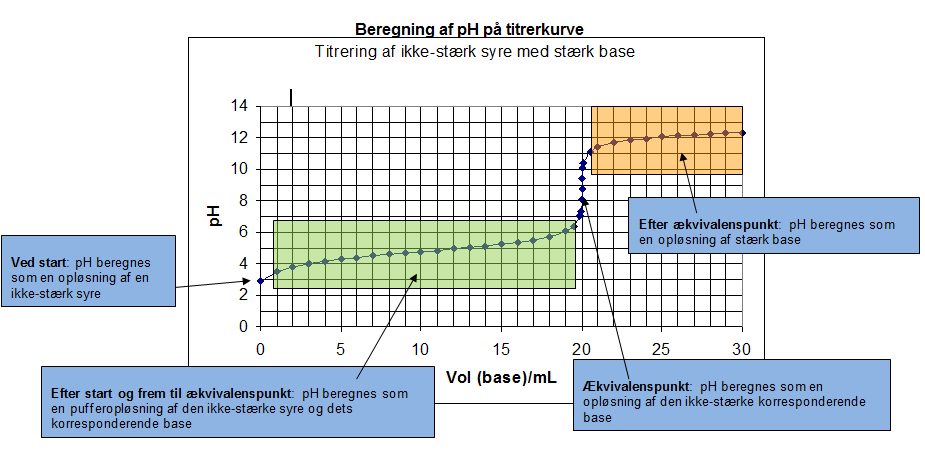 Beregning af pH på titrerkurve
Titrering af ikke-stærk syre med stærk base
14
12
10
8
6
4
2
0
pH
0 5 10 15 20 25 30
Vol (base)/mL
Ved start: pH beregnes
som en opløsning af en
ikke-stærk syre
Efter ækvivalenspunkt: pH beregnes som
en opløsning af stærk base
Efter start og frem til ækvivalenspunkt: pH beregnes som
en pufferopløsning af den ikke-stærke syre og dets
korresponderende base
Ækvivalenspunkt: pH beregnes som en
opløsning af den ikke-stærke korresponderende
base